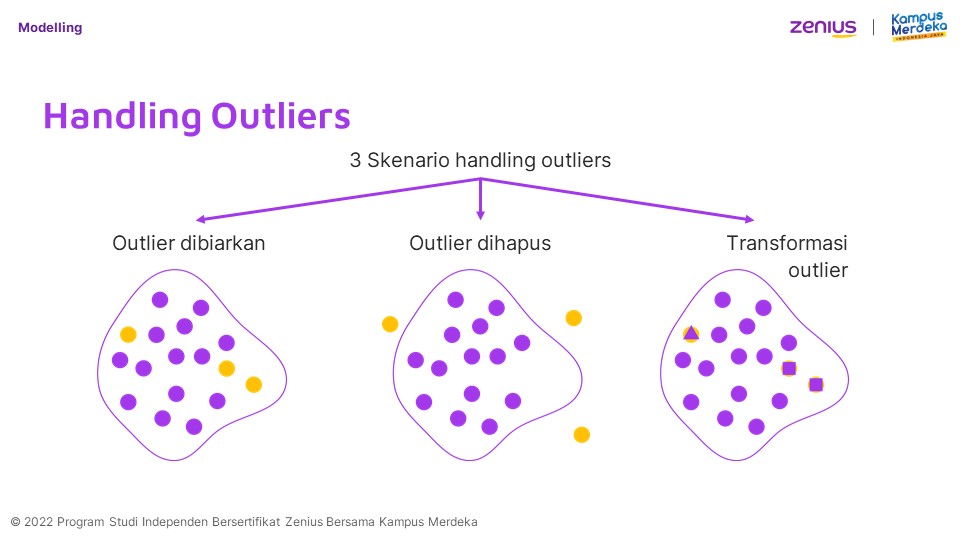 Modelling
zenius
Kampus
Merdeka
INDONESIA JAYA
Handling Outliers
3 Skenario handling outliers
Outlier dibiarkan
Outlier dihapus
Transformasi
outlier
© 2022 Program Studi Independen Bersertifikat Zenius Bersama Kampus Merdeka